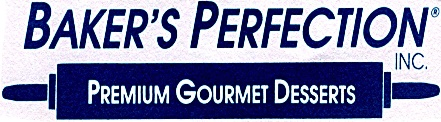 BAKER'S PERFECTION®
INC.
PREMIUM GOURMET DESSERTS